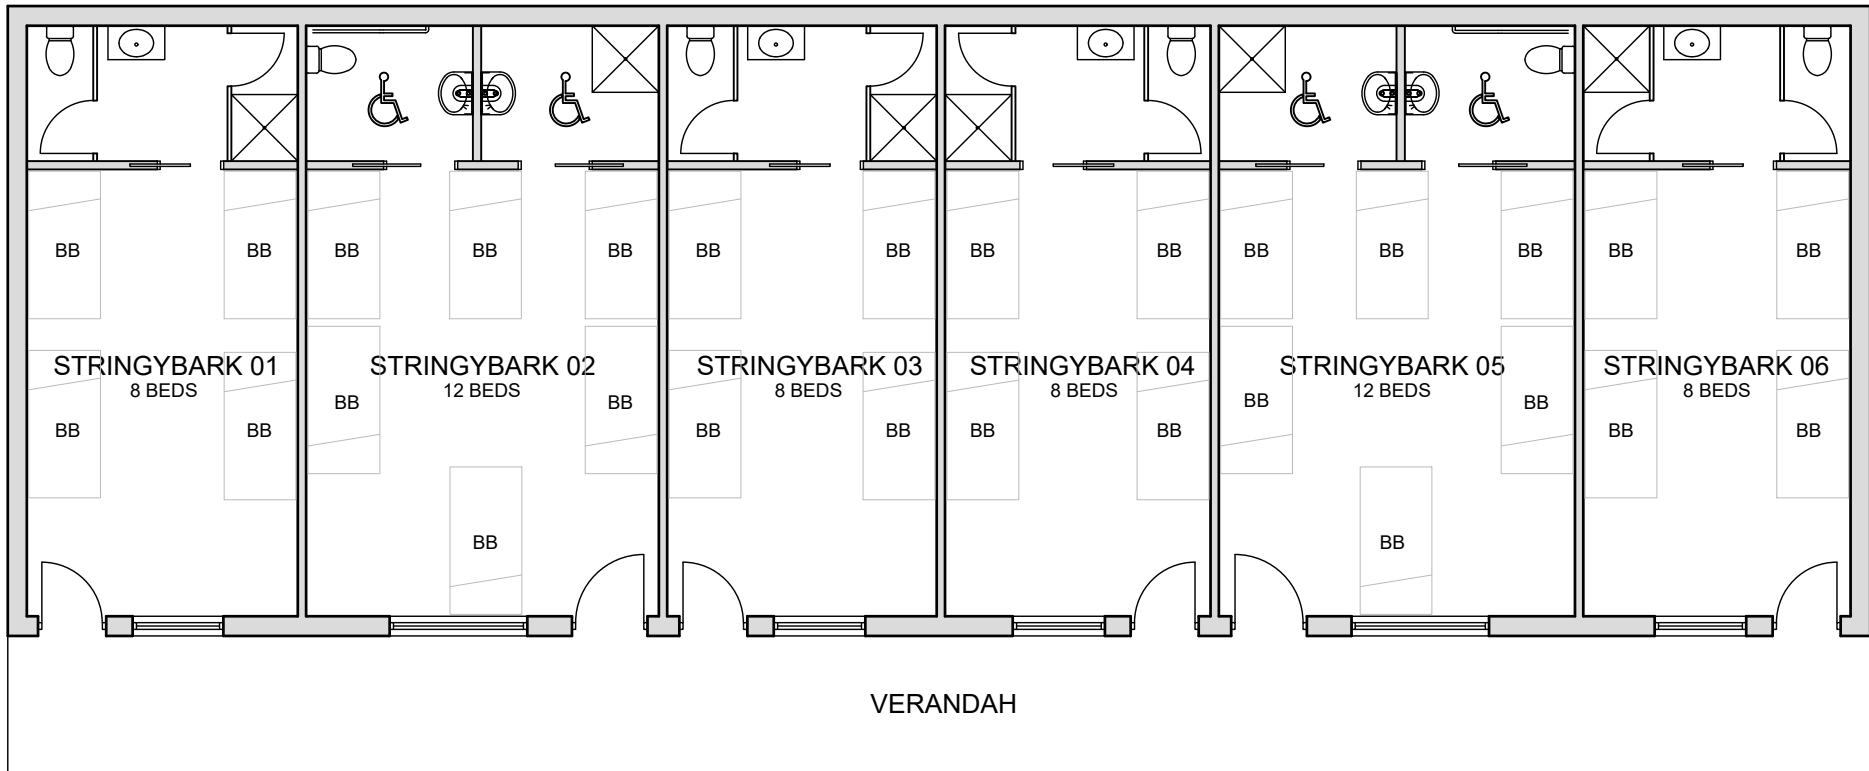 BB BB BB BB BB BB BB BB BB BB BB BB BB BB
STRINGYBARK 01
8 BEDS
STRINGYBARK 02
12 BEDS
STRINGYBARK 03
8 BEDS
STRINGYBARK 04
8 BEDS
STRINGYBARK 05
12 BEDS
STRINGYBARK 06
8 BEDS
BB BB BB BB BB BB BB BB BB BB BB BB
BB BB
VERANDAH